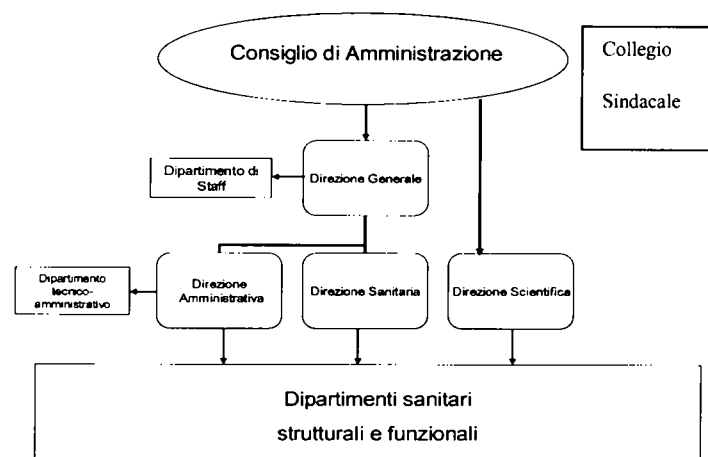 Consiglio di Amministrazione
Collegio
Sindacale
Dipartimento di
Staff
Direzione Generale
Dipartimento
tecnico-
amministrativo
Direzione
Amministrativa
Direzione Sanitaria
Direzione Scientifica
Dipartimenti sanitari
strutturali e funzionali